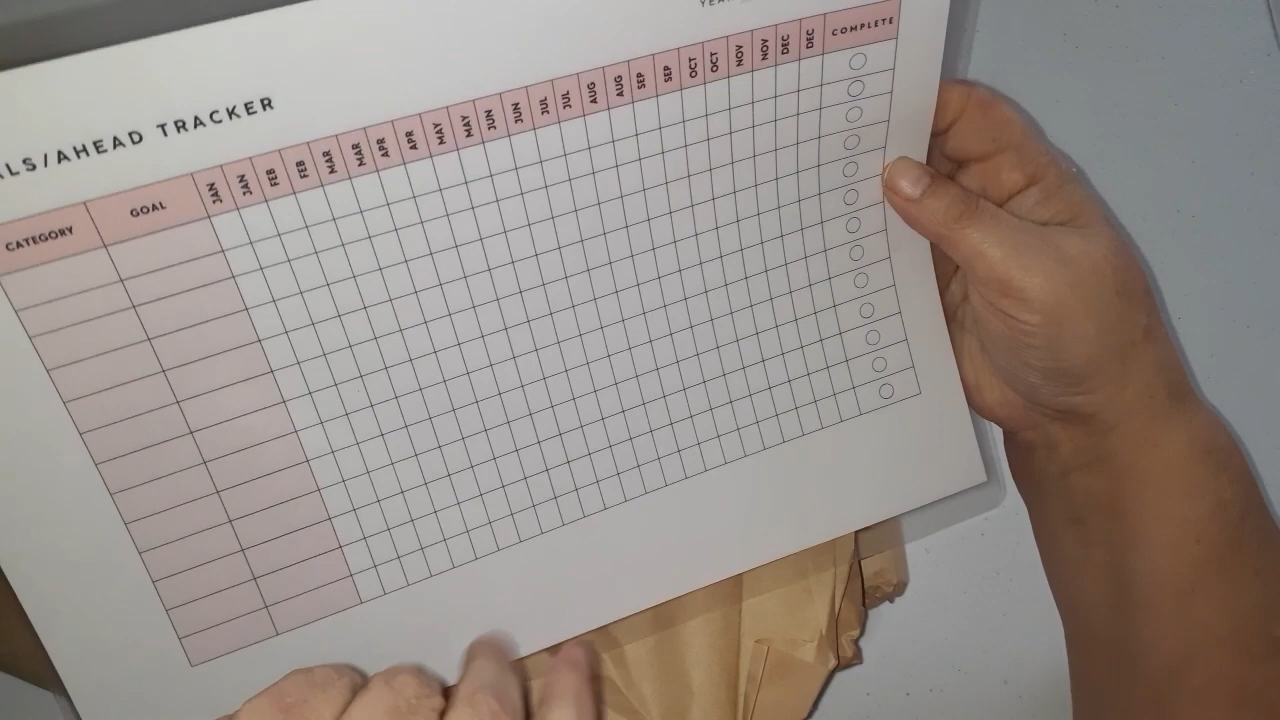 LS/AHEAD TRACKER
CATEGORY GOAL JAN JAN FEB FEB MAR MAR APR APR MAY MAY JUN JUN JUL JUL AUG AUG SEP SEP OCT OCT NOV NOV DEC DEC COMPLETE